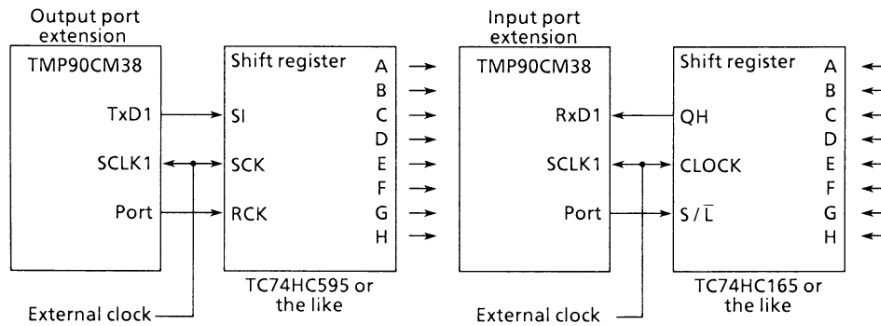 Output port
extension
TMP90CM38
TxD1
SCLK1
Port
External clock
Shift register
SI
SCK
RCK
A
B
C
D
E
F
G
H
TC74HC595 or
the like
Input port
extension
TMP90CM38
RxD1
SCLK1
Port
External clock
Shift register
QH
CLOCK
S / L̅
A
B
C
D
E
F
G
H
TC74HC165 or
the like